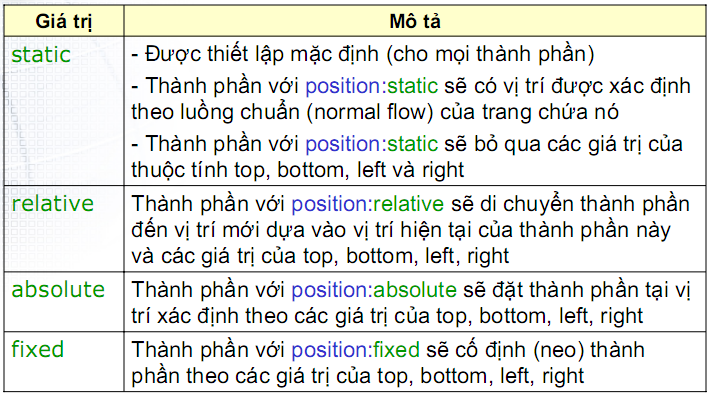 Giá trị Mô tả
static - Được thiết lập mặc định (cho mọi thành phần)
- Thành phần với position:static sẽ có vị trí được xác định
theo luồng chuẩn (normal flow) của trang chứa nó
- Thành phần với position:static sẽ bỏ qua các giá trị của
thuộc tính top, bottom, left và right
relative Thành phần với position:relative sẽ di chuyển thành phần
đến vị trí mới dựa vào vị trí hiện tại của thành phần này
và các giá trị của top, bottom, left, right
absolute Thành phần với position:absolute sẽ đặt thành phần tại vị
trí xác định theo các giá trị của top, bottom, left, right
fixed Thành phần với position:fixed sẽ cố định (neo) thành
phần theo các giá trị của top, bottom, left, right